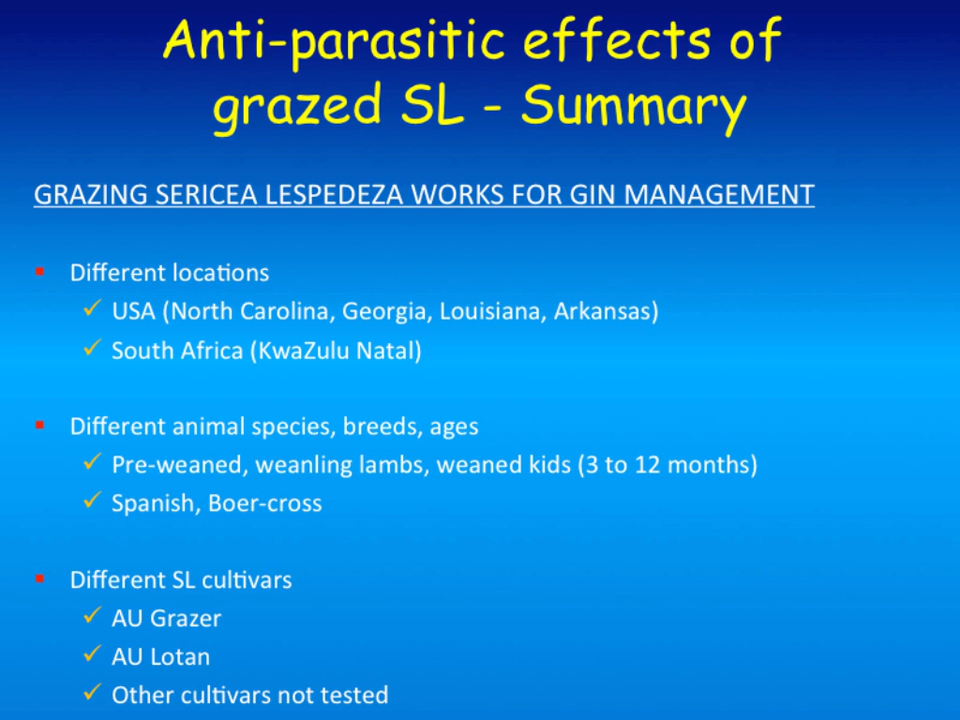 Anti-parasitic effects of
grazed SL - Summary
GRAZING SERICEA LESPEDEZA WORKS FOR GIN MANAGEMENT
▪ Different locations
✓ USA (North Carolina, Georgia, Louisiana, Arkansas)
✓ South Africa (KwaZulu Natal)
▪ Different animal species, breeds, ages
✓ Pre-weaned, weanling lambs, weaned kids (3 to 12 months)
✓ Spanish, Boer-cross
▪ Different SL cultivars
✓ AU Grazer
✓ AU Lotan
✓ Other cultivars not tested